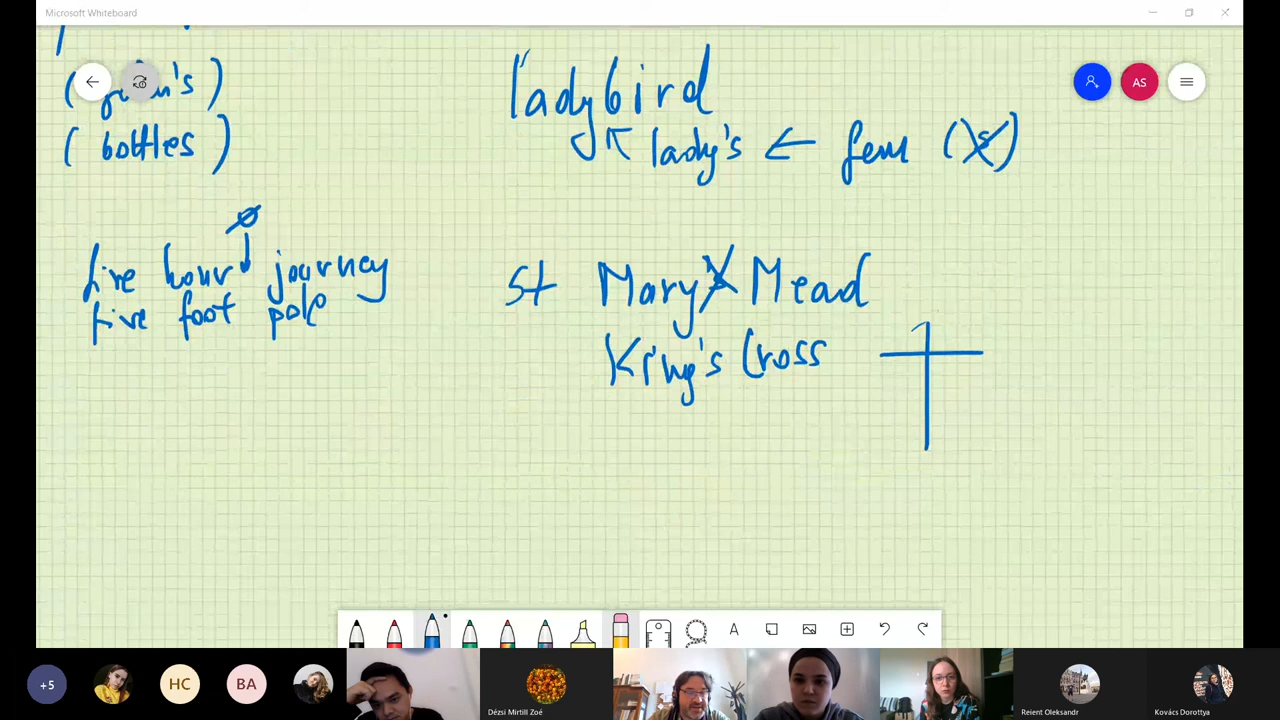 Microsoft Whiteboard
('s)
(bottles)
five hour ∅ journey
five foot pole
ladybird
lady's ← fem (s)
St Mary's Mead
King's Cross
AS
A
+5
HC
BA
Dézsi Mirtill Zoé
Reient Oleksandr
Kovács Dorottya